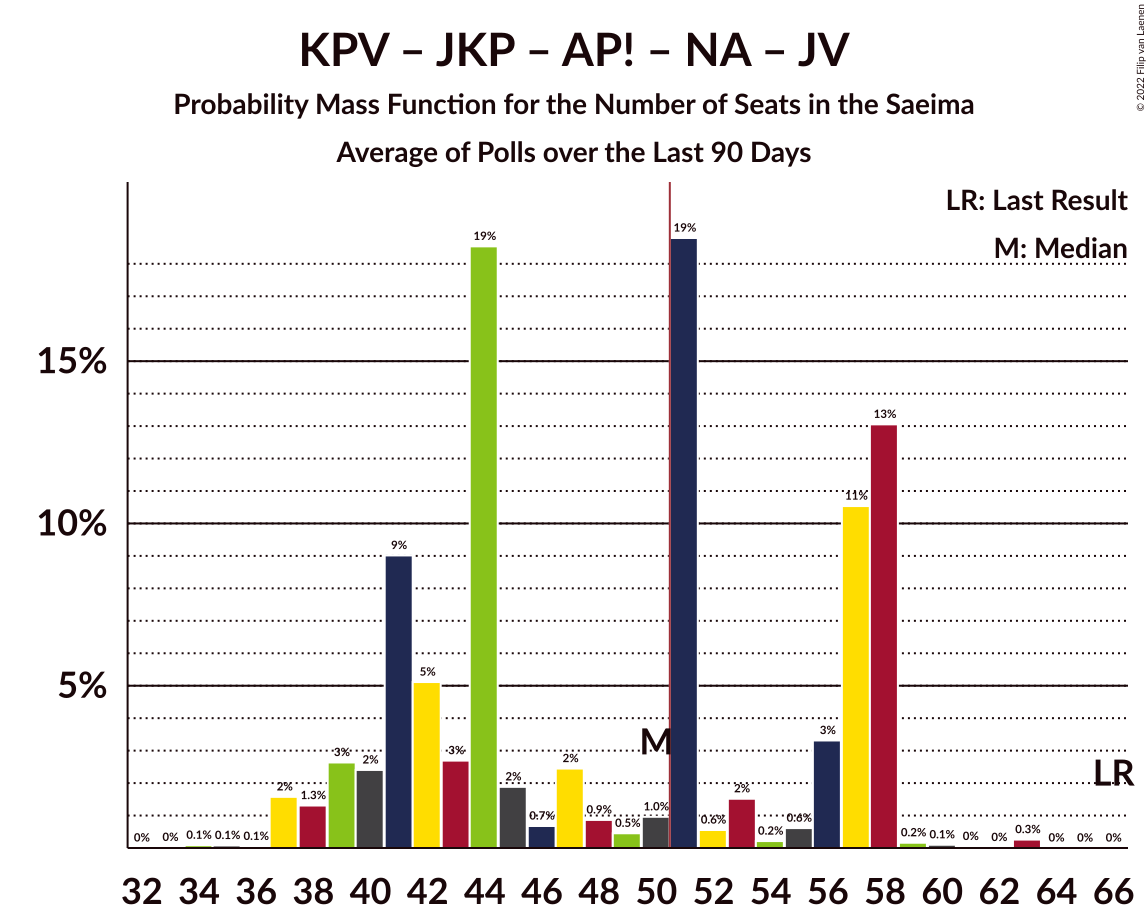 KPV – JKP – AP! – NA – JV
Probability Mass Function for the Number of Seats in the Saeima
Average of Polls over the Last 90 Days
© 2022 Filip van Laenen
LR: Last Result
M: Median
15%
10%
5%
0% 0% 0.1% 0.1% 0.1% 2% 1.3% 3% 2% 9% 5% 3% 19% 2% 0.7% 2% 0.9% 0.5% 1.0% 19% 0.6% 2% 0.2% 0.6% 3% 11% 13% 0.2% 0.1% 0% 0% 0.3% 0% 0% 0%
M
LR
32 34 36 38 40 42 44 46 48 50 52 54 56 58 60 62 64 66